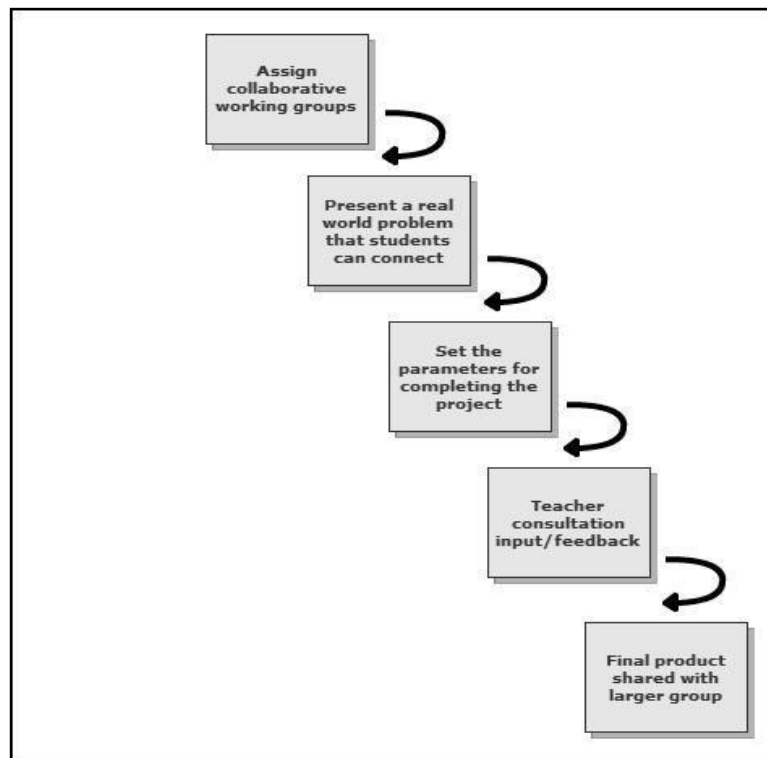 Assign
collaborative
working groups
Present a real
world problem
that students
can connect
Set the
parameters for
completing the
project
Teacher
consultation
input/feedback
Final product
shared with
larger group